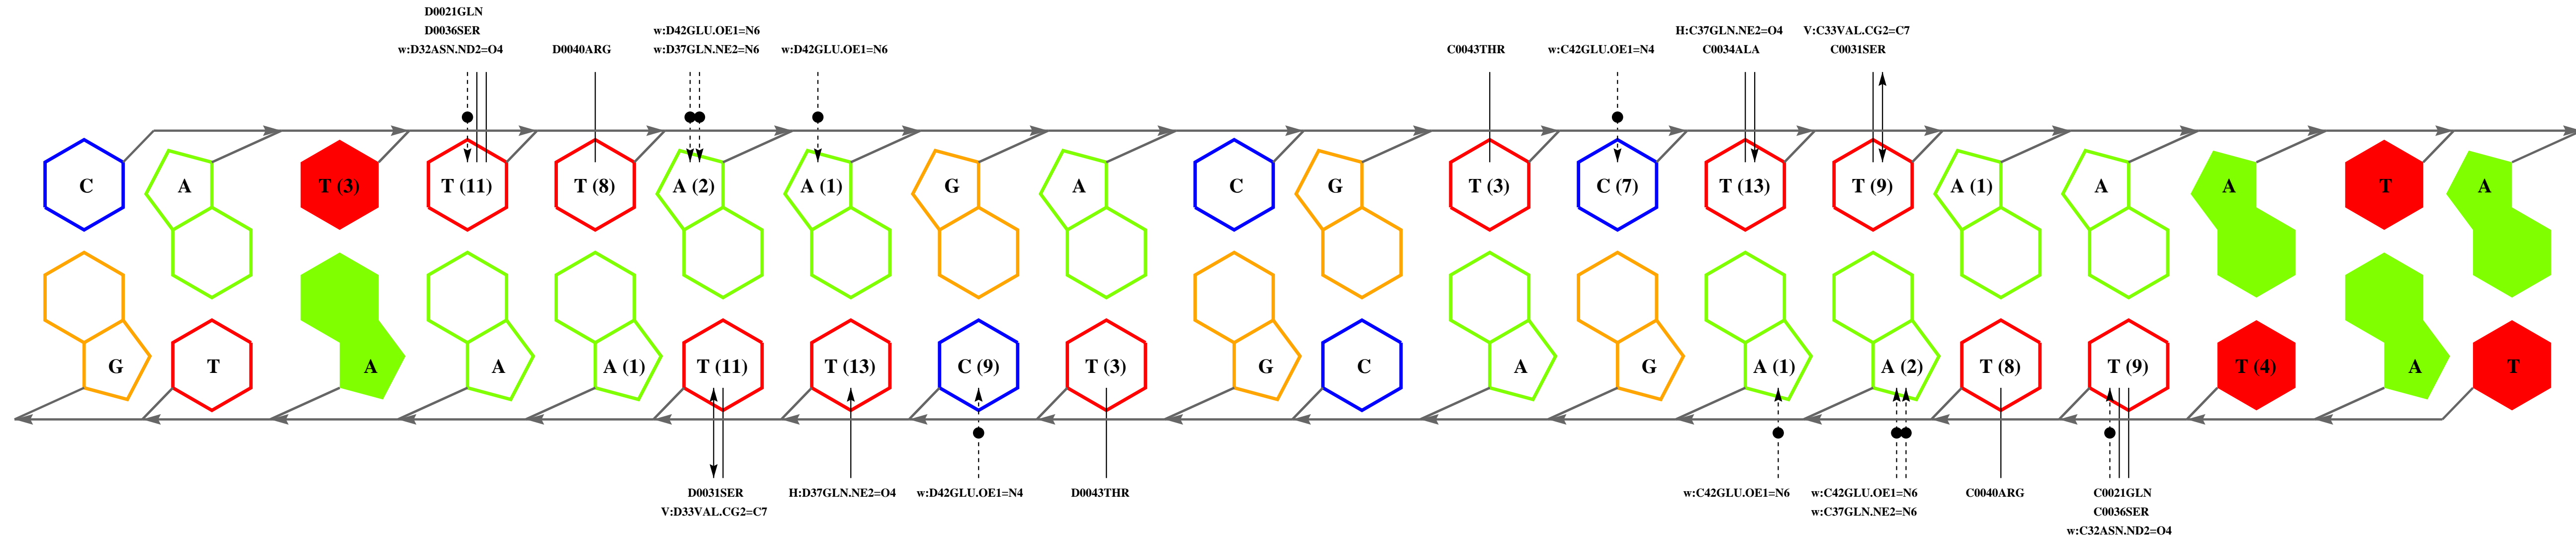 D0021GLN
D0036SER
w:D32ASN.ND2=O4
D0040ARG
w:D42GLU.OE1=N6
w:D37GLN.NE2=N6
w:D42GLU.OE1=N6
C0043THR
w:C42GLU.OE1=N4
H:C37GLN.NE2=O4
C0034ALA
V:C33VAL.CG2=C7
C0031SER
C A T (3) T (11) T (8) A (2) A (1) G A C G T (3) C (7) T (13) T (9) A (1) A A T A
G T A A A (1) T (11) T (13) C (9) T (3) G C A G A (1) A (2) T (8) T (9) T (4) A T
D0031SER
V:D33VAL.CG2=C7
H:D37GLN.NE2=O4
w:D42GLU.OE1=N4
D0043THR
w:C42GLU.OE1=N6
w:C42GLU.OE1=N6
w:C37GLN.NE2=N6
C0040ARG
C0021GLN
C0036SER
w:C32ASN.ND2=O4